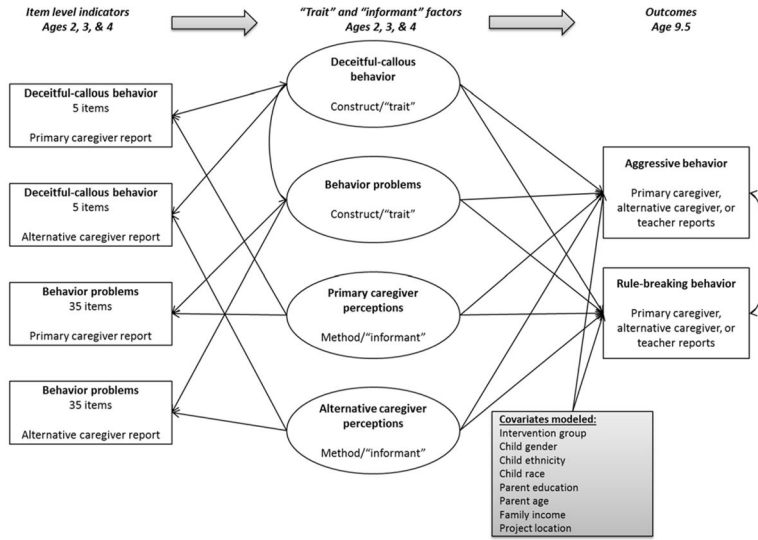 Item level indicators
Ages 2, 3, & 4
“Trait” and “informant” factors
Ages 2, 3, & 4
Outcomes
Age 9.5
Deceitful-callous behavior
5 items
Primary caregiver report
Deceitful-callous behavior
5 items
Alternative caregiver report
Behavior problems
35 items
Primary caregiver report
Behavior problems
35 items
Alternative caregiver report
Deceitful-callous
behavior
Construct/“trait”
Behavior problems
Construct/“trait”
Primary caregiver
perceptions
Method/“informant”
Alternative caregiver
perceptions
Method/“informant”
Aggressive behavior
Primary caregiver,
alternative caregiver, or
teacher reports
Rule-breaking behavior
Primary caregiver,
alternative caregiver, or
teacher reports
Covariates modeled:
Intervention group
Child gender
Child ethnicity
Child race
Parent education
Parent age
Family income
Project location